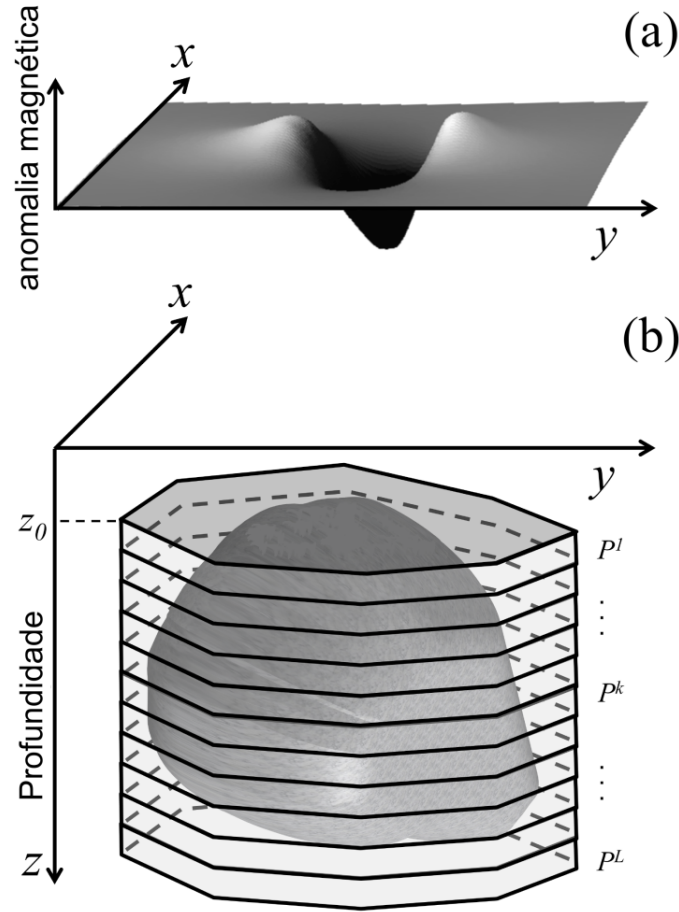 (a)
anomalia magnética
x
y
(b)
x
y
z₀
P¹
⋮
Pᵏ
⋮
Pᴸ
Profundidade
z